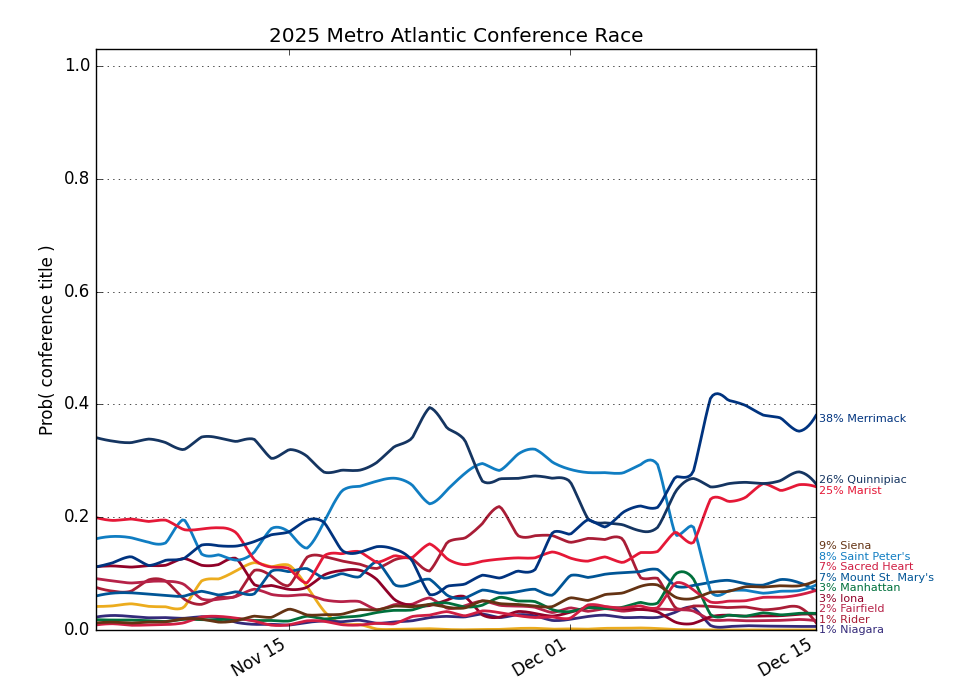 2025 Metro Atlantic Conference Race
Prob( conference title )
1.0
0.8
0.6
0.4
0.2
0.0
Nov 15
Dec 01
Dec 15
38% Merrimack
26% Quinnipiac
25% Marist
9% Siena
8% Saint Peter's
7% Sacred Heart
7% Mount St. Mary's
3% Manhattan
3% Iona
2% Fairfield
1% Rider
1% Niagara